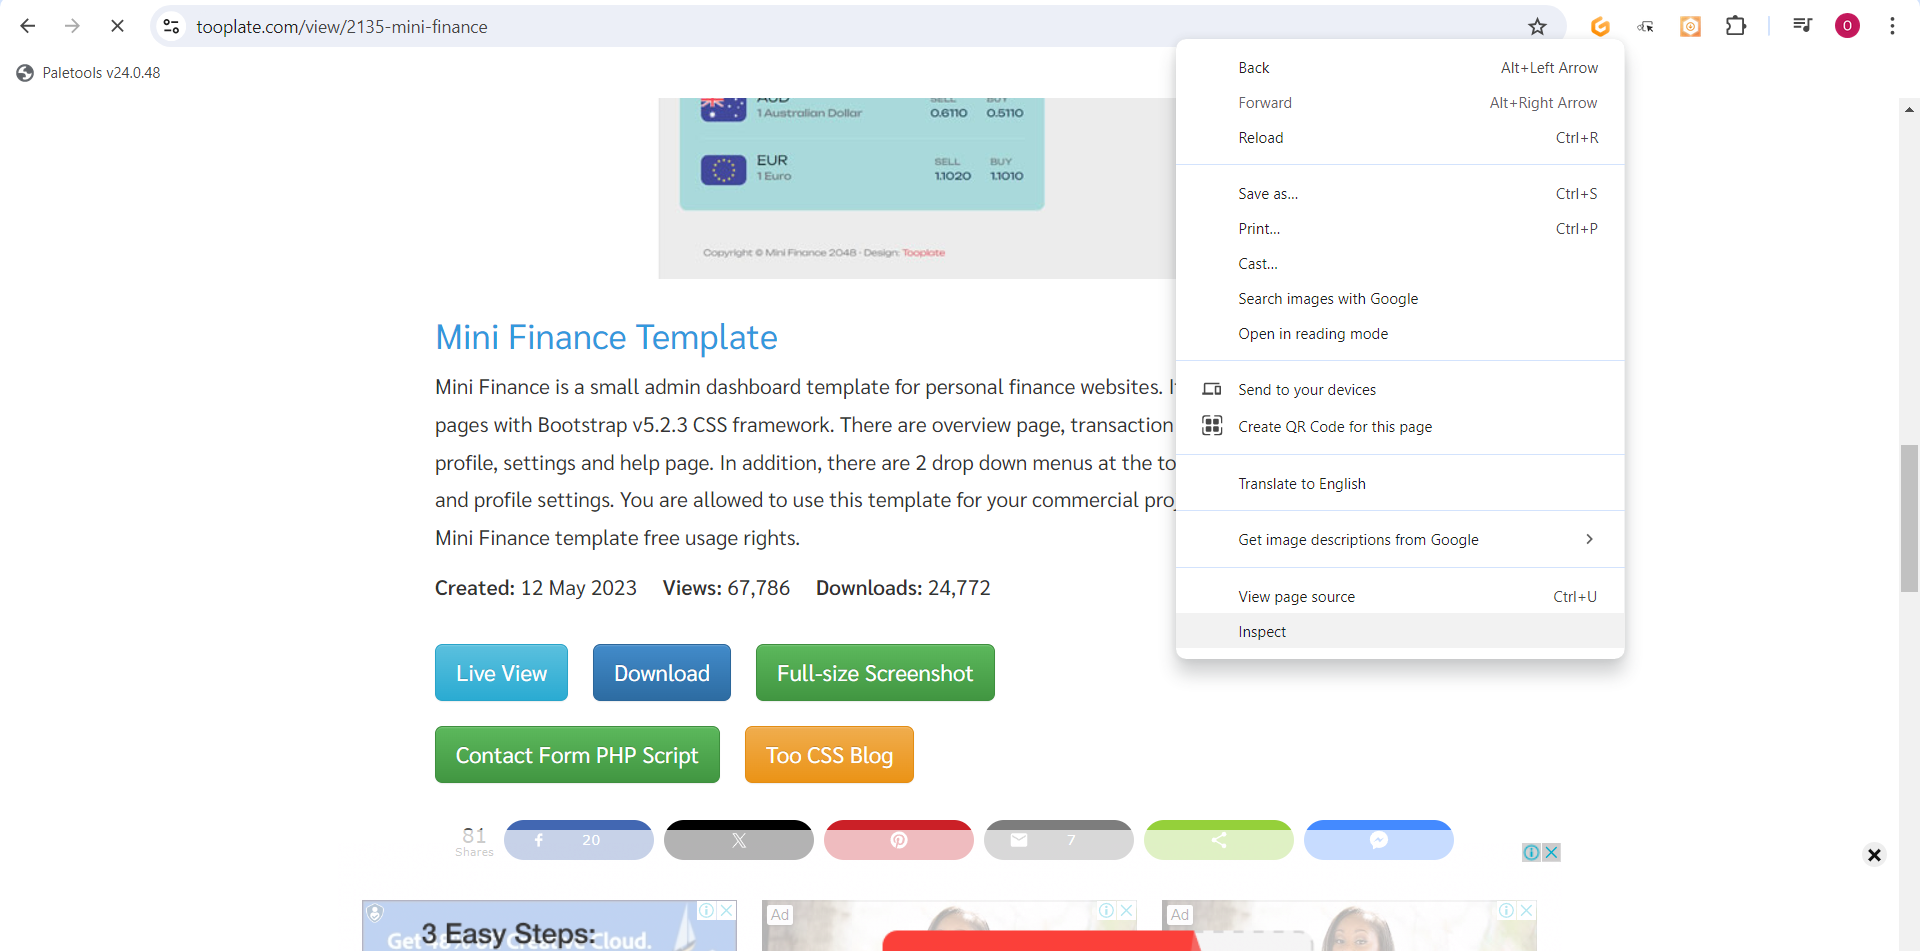 tooplate.com/view/2135-mini-finance
O
Paletools v24.0.48
AUD
1 Australian Dollar
SELL
0.6110
BUY
0.5110
EUR
1 Euro
SELL
1.1020
BUY
1.1010
Copyright © Mini Finance 2048 · Design: Tooplate
Mini Finance Template
Mini Finance is a small admin dashboard template for personal finance websites.
pages with Bootstrap v5.2.3 CSS framework. There are overview page, transaction
profile, settings and help page. In addition, there are 2 drop down menus at the to
and profile settings. You are allowed to use this template for your commercial pro
Mini Finance template free usage rights.
Created: 12 May 2023 Views: 67,786 Downloads: 24,772
Live View
Download
Full-size Screenshot
Contact Form PHP Script
Too CSS Blog
81
Shares
20
7
Back Alt+Left Arrow
Forward Alt+Right Arrow
Reload Ctrl+R
Save as... Ctrl+S
Print... Ctrl+P
Cast...
Search images with Google
Open in reading mode
Send to your devices
Create QR Code for this page
Translate to English
Get image descriptions from Google
View page source Ctrl+U
Inspect
3 Easy Steps:
Get 48% off Creative Cloud.
Ad
Ad